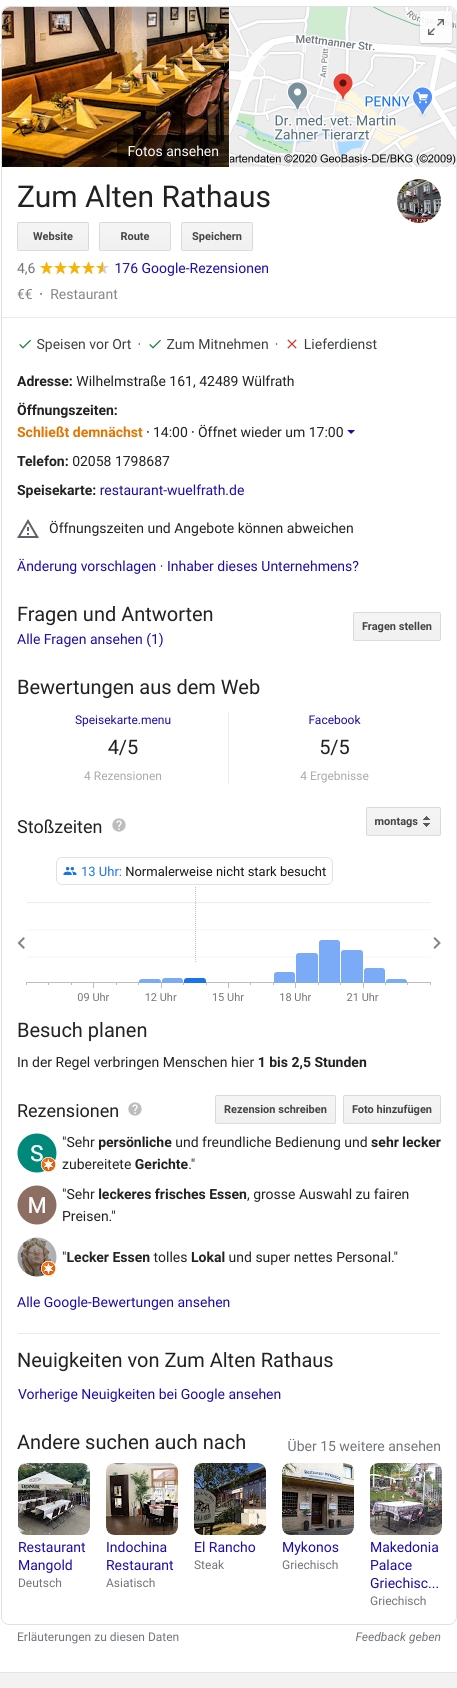 Mettmanner Str.
Am Pütt
PENNY
Dr. med. vet. Martin
Zahner Tierarzt
Fotos ansehen
artendaten ©2020 GeoBasis-DE/BKG (©2009)
Zum Alten Rathaus
Website Route Speichern
4,6 176 Google-Rezensionen
€€ · Restaurant
Speisen vor Ort · Zum Mitnehmen · Lieferdienst
Adresse: Wilhelmstraße 161, 42489 Wülfrath
Öffnungszeiten:
Schließt demnächst · 14:00 · Öffnet wieder um 17:00
Telefon: 02058 1798687
Speisekarte: restaurant-wuelfrath.de
Öffnungszeiten und Angebote können abweichen
Änderung vorschlagen · Inhaber dieses Unternehmens?
Fragen und Antworten
Fragen stellen
Alle Fragen ansehen (1)
Bewertungen aus dem Web
Speisekarte.menu Facebook
4/5 5/5
4 Rezensionen 4 Ergebnisse
Stoßzeiten ? montags
13 Uhr: Normalerweise nicht stark besucht
09 Uhr 12 Uhr 15 Uhr 18 Uhr 21 Uhr
Besuch planen
In der Regel verbringen Menschen hier 1 bis 2,5 Stunden
Rezensionen ? Rezension schreiben Foto hinzufügen
S "Sehr persönliche und freundliche Bedienung und sehr lecker
zubereitete Gerichte."
M "Sehr leckeres frisches Essen, grosse Auswahl zu fairen
Preisen."
"Lecker Essen tolles Lokal und super nettes Personal."
Alle Google-Bewertungen ansehen
Neuigkeiten von Zum Alten Rathaus
Vorherige Neuigkeiten bei Google ansehen
Andere suchen auch nach Über 15 weitere ansehen
Restaurant Mangold
Deutsch
Indochina Restaurant
Asiatisch
El Rancho
Steak
Mykonos
Griechisch
Makedonia Palace Griechisc...
Griechisch
Erläuterungen zu diesen Daten Feedback geben